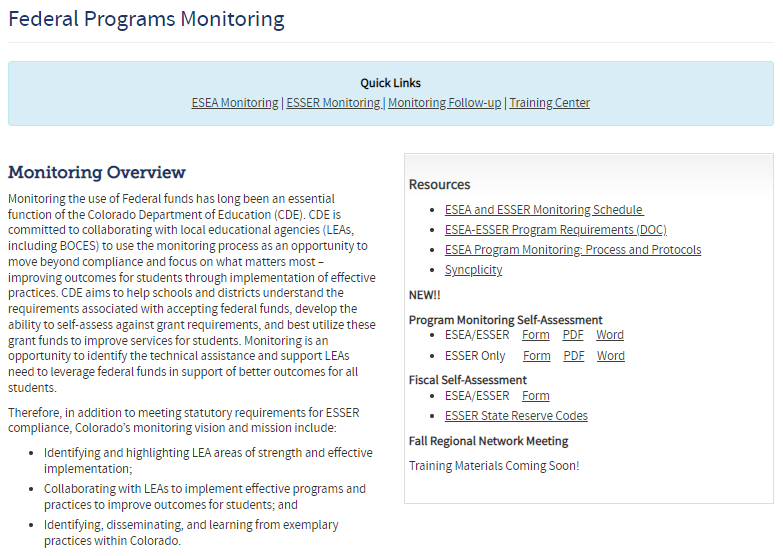 Federal Programs Monitoring
Quick Links
ESEA Monitoring | ESSER Monitoring | Monitoring Follow-up | Training Center
Monitoring Overview
Monitoring the use of Federal funds has long been an essential
function of the Colorado Department of Education (CDE). CDE is
committed to collaborating with local educational agencies (LEAs,
including BOCES) to use the monitoring process as an opportunity to
move beyond compliance and focus on what matters most –
improving outcomes for students through implementation of effective
practices. CDE aims to help schools and districts understand the
requirements associated with accepting federal funds, develop the
ability to self-assess against grant requirements, and best utilize these
grant funds to improve services for students. Monitoring is an
opportunity to identify the technical assistance and support LEAs
need to leverage federal funds in support of better outcomes for all
students.
Therefore, in addition to meeting statutory requirements for ESSER
compliance, Colorado's monitoring vision and mission include:
• Identifying and highlighting LEA areas of strength and effective
implementation;
• Collaborating with LEAs to implement effective programs and
practices to improve outcomes for students; and
• Identifying, disseminating, and learning from exemplary
practices within Colorado.
Resources
• ESEA and ESSER Monitoring Schedule
• ESEA-ESSER Program Requirements (DOC)
• ESEA Program Monitoring: Process and Protocols
• Syncplicity
NEW!!
Program Monitoring Self-Assessment
• ESEA/ESSER Form PDF Word
• ESSER Only Form PDF Word
Fiscal Self-Assessment
• ESEA/ESSER Form
• ESSER State Reserve Codes
Fall Regional Network Meeting
Training Materials Coming Soon!